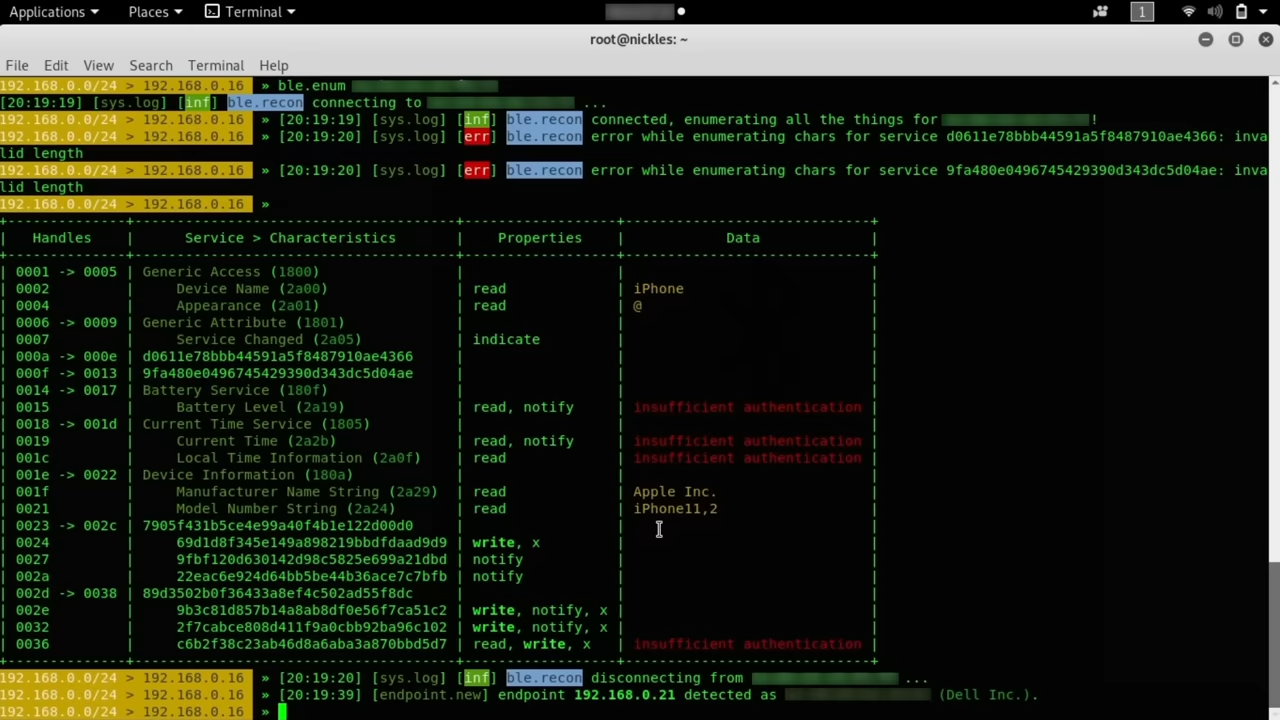 Applications Places Terminal 1
root@nickles: ~
File Edit View Search Terminal Help
192.168.0.0/24 > 192.168.0.16 » ble.enum
[20:19:19] [sys.log] [inf] ble.recon connecting to ...
192.168.0.0/24 > 192.168.0.16 » [20:19:19] [sys.log] [inf] ble.recon connected, enumerating all the things for !
192.168.0.0/24 > 192.168.0.16 » [20:19:20] [sys.log] [err] ble.recon error while enumerating chars for service d0611e78bbb44591a5f8487910ae4366: inva
lid length
192.168.0.0/24 > 192.168.0.16 » [20:19:20] [sys.log] [err] ble.recon error while enumerating chars for service 9fa480e0496745429390d343dc5d04ae: inva
lid length
192.168.0.0/24 > 192.168.0.16 »
Handles | Service > Characteristics | Properties | Data
0001 -> 0005 | Generic Access (1800)
0002 | Device Name (2a00) | read | iPhone
0004 | Appearance (2a01) | read | @
0006 -> 0009 | Generic Attribute (1801)
0007 | Service Changed (2a05) | indicate
000a -> 000e | d0611e78bbb44591a5f8487910ae4366
000f -> 0013 | 9fa480e0496745429390d343dc5d04ae
0014 -> 0017 | Battery Service (180f)
0015 | Battery Level (2a19) | read, notify | insufficient authentication
0018 -> 001d | Current Time Service (1805)
0019 | Current Time (2a2b) | read, notify | insufficient authentication
001c | Local Time Information (2a0f) | read | insufficient authentication
001e -> 0022 | Device Information (180a)
001f | Manufacturer Name String (2a29) | read | Apple Inc.
0021 | Model Number String (2a24) | read | iPhone11,2
0023 -> 002c | 7905f431b5ce4e99a40f4b1e122d00d0
0024 | 69d1d8f345e149a898219bbdfdaad9d9 | write, x
0027 | 9fbf120d630142d98c5825e699a21dbd | notify
002a | 22eac6e924d64bb5be44b36ace7c7bfb | notify
002d -> 0038 | 89d3502b0f36433a8ef4c502ad55f8dc
002e | 9b3c81d857b14a8ab8df0e56f7ca51c2 | write, notify, x
0032 | 2f7cabce808d411f9a0cbb92ba96c102 | write, notify, x
0036 | c6b2f38c23ab46d8a6aba3a870bbd5d7 | read, write, x | insufficient authentication
192.168.0.0/24 > 192.168.0.16 » [20:19:20] [sys.log] [inf] ble.recon disconnecting from ...
192.168.0.0/24 > 192.168.0.16 » [20:19:39] [endpoint.new] endpoint 192.168.0.21 detected as (Dell Inc.).
192.168.0.0/24 > 192.168.0.16 »